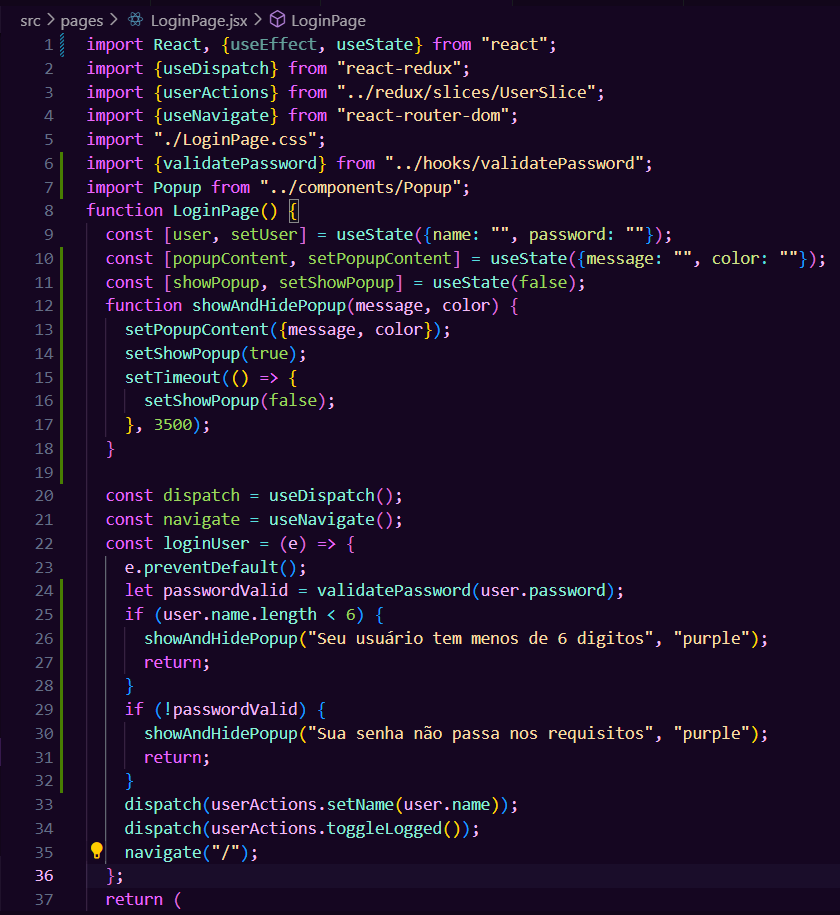 src > pages > LoginPage.jsx > LoginPage
1 import React, {useEffect, useState} from "react";
2 import {useDispatch} from "react-redux";
3 import {userActions} from "../redux/slices/UserSlice";
4 import {useNavigate} from "react-router-dom";
5 import "./LoginPage.css";
6 import {validatePassword} from "../hooks/validatePassword";
7 import Popup from "../components/Popup";
8 function LoginPage() {
9   const [user, setUser] = useState({name: "", password: ""});
10   const [popupContent, setPopupContent] = useState({message: "", color: ""});
11   const [showPopup, setShowPopup] = useState(false);
12   function showAndHidePopup(message, color) {
13     setPopupContent({message, color});
14     setShowPopup(true);
15     setTimeout(() => {
16       setShowPopup(false);
17     }, 3500);
18   }
19
20   const dispatch = useDispatch();
21   const navigate = useNavigate();
22   const loginUser = (e) => {
23     e.preventDefault();
24     let passwordValid = validatePassword(user.password);
25     if (user.name.length < 6) {
26       showAndHidePopup("Seu usuário tem menos de 6 digitos", "purple");
27       return;
28     }
29     if (!passwordValid) {
30       showAndHidePopup("Sua senha não passa nos requisitos", "purple");
31       return;
32     }
33     dispatch(userActions.setName(user.name));
34     dispatch(userActions.toggleLogged());
35     navigate("/");
36   };
37   return (